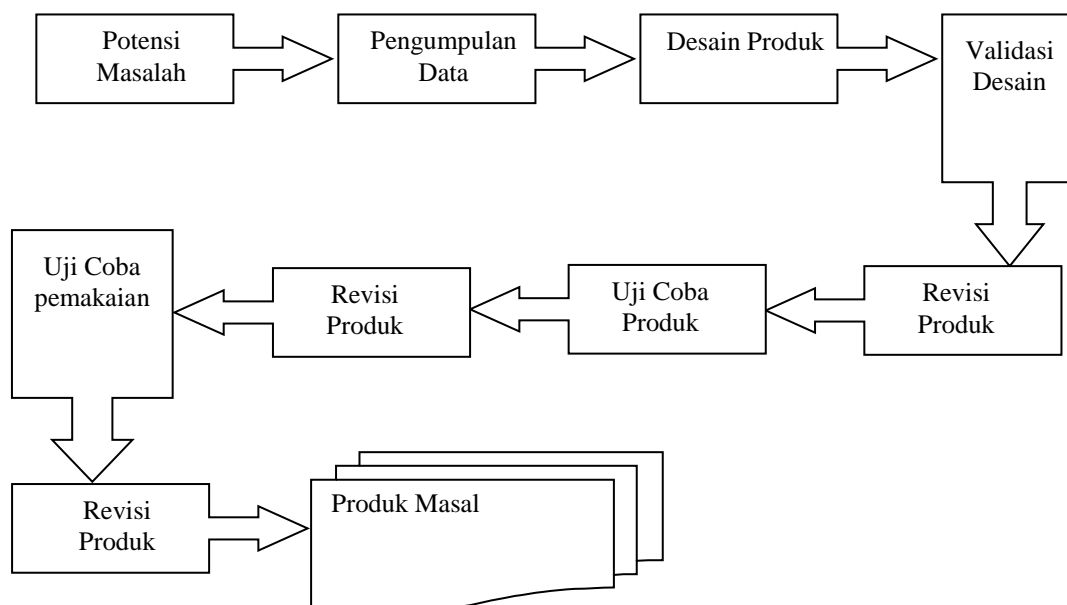 Potensi
Masalah
Pengumpulan
Data
Desain Produk
Validasi
Desain
Revisi
Produk
Uji Coba
Produk
Revisi
Produk
Uji Coba
pemakaian
Revisi
Produk
Produk Masal